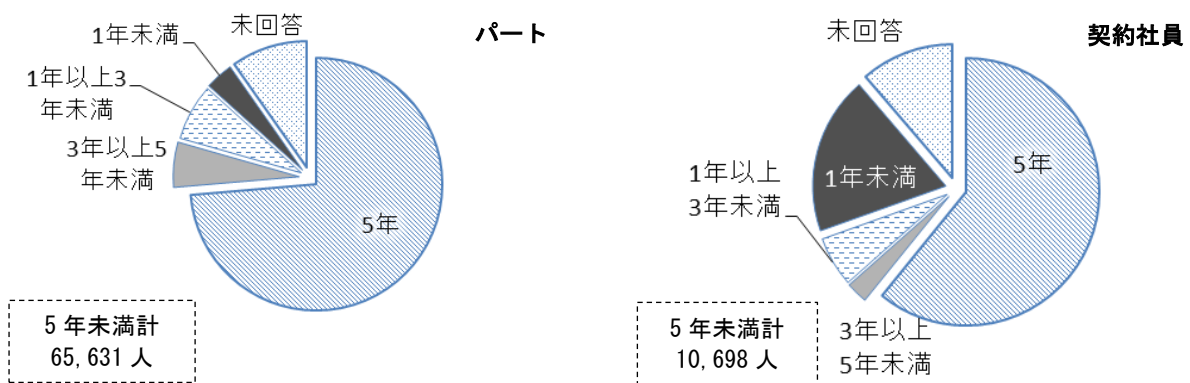 パート
未回答
1年未満
1年以上3
年未満
3年以上5
年未満
5年
5年未満計
65,631人
契約社員
未回答
5年
1年未満
1年以上
3年未満
3年以上
5年未満
5年未満計
10,698人